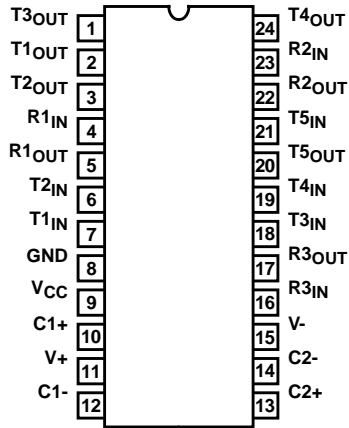 T3OUT 1 24 T4OUT
T1OUT 2 23 R2IN
T2OUT 3 22 R2OUT
R1IN 4 21 T5IN
R1OUT 5 20 T5OUT
T2IN 6 19 T4IN
T1IN 7 18 T3IN
GND 8 17 R3OUT
VCC 9 16 R3IN
C1+ 10 15 V-
V+ 11 14 C2-
C1- 12 13 C2+